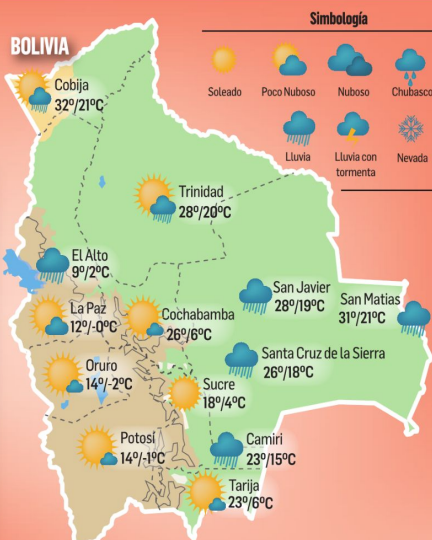 BOLIVIA
Simbología
Soleado
Poco Nuboso
Nuboso
Chubasco
Lluvia
Lluvia con
tormenta
Nevada
Cobija
32º/21ºC
Trinidad
28º/20ºC
El Alto
9º/2ºC
La Paz
12º/-0ºC
Cochabamba
26º/6ºC
San Javier
28º/19ºC
San Matias
31º/21ºC
Oruro
14º/-2ºC
Santa Cruz de la Sierra
26º/18ºC
Sucre
18º/4ºC
Potosí
14º/-1ºC
Camiri
23º/15ºC
Tarija
23º/6ºC